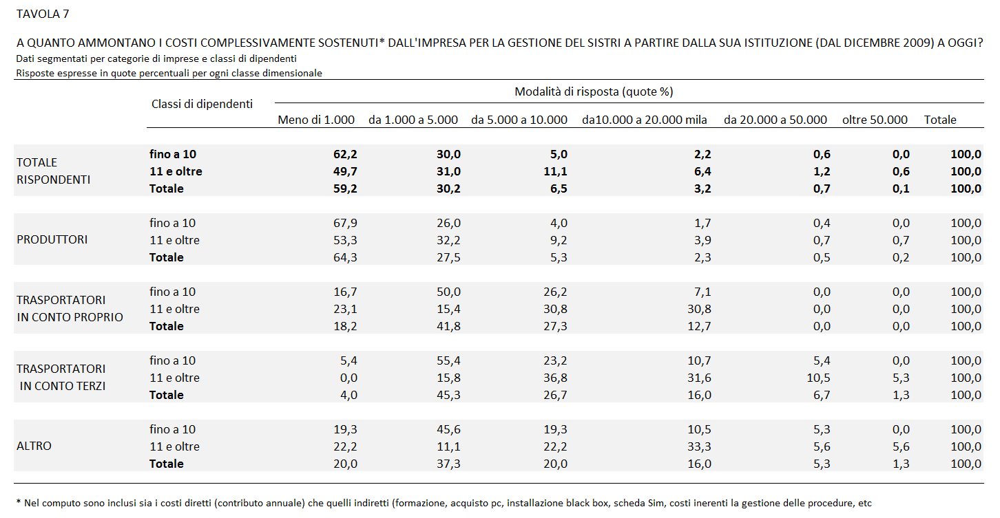 TAVOLA 7
A QUANTO AMMONTANO I COSTI COMPLESSIVAMENTE SOSTENUTI* DALL'IMPRESA PER LA GESTIONE DEL SISTRI A PARTIRE DALLA SUA ISTITUZIONE (DAL DICEMBRE 2009) A OGGI?
Dati segmentati per categorie di imprese e classi di dipendenti
Risposte espresse in quote percentuali per ogni classe dimensionale
Classi di dipendenti
Modalità di risposta (quote %)
Meno di 1.000 da 1.000 a 5.000 da 5.000 a 10.000 da10.000 a 20.000 mila da 20.000 a 50.000 oltre 50.000 Totale
TOTALE
RISPONDENTI
fino a 10 62,2 30,0 5,0 2,2 0,6 0,0 100,0
11 e oltre 49,7 31,0 11,1 6,4 1,2 0,6 100,0
Totale 59,2 30,2 6,5 3,2 0,7 0,1 100,0
PRODUTTORI
fino a 10 67,9 26,0 4,0 1,7 0,4 0,0 100,0
11 e oltre 53,3 32,2 9,2 3,9 0,7 0,7 100,0
Totale 64,3 27,5 5,3 2,3 0,5 0,2 100,0
TRASPORTATORI
IN CONTO PROPRIO
fino a 10 16,7 50,0 26,2 7,1 0,0 0,0 100,0
11 e oltre 23,1 15,4 30,8 30,8 0,0 0,0 100,0
Totale 18,2 41,8 27,3 12,7 0,0 0,0 100,0
TRASPORTATORI
IN CONTO TERZI
fino a 10 5,4 55,4 23,2 10,7 5,4 0,0 100,0
11 e oltre 0,0 15,8 36,8 31,6 10,5 5,3 100,0
Totale 4,0 45,3 26,7 16,0 6,7 1,3 100,0
ALTRO
fino a 10 19,3 45,6 19,3 10,5 5,3 0,0 100,0
11 e oltre 22,2 11,1 22,2 33,3 5,6 5,6 100,0
Totale 20,0 37,3 20,0 16,0 5,3 1,3 100,0
* Nel computo sono inclusi sia i costi diretti (contributo annuale) che quelli indiretti (formazione, acquisto pc, installazione black box, scheda Sim, costi inerenti la gestione delle procedure, etc